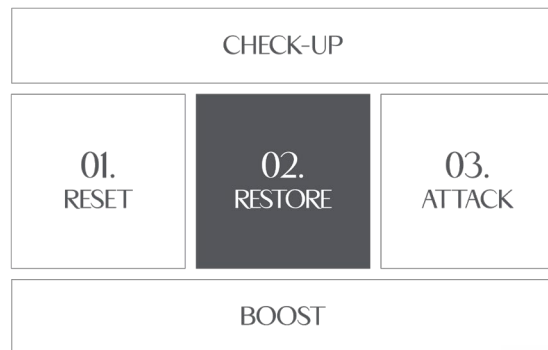 CHECK-UP
01.
RESET
02.
RESTORE
03.
ATTACK
BOOST